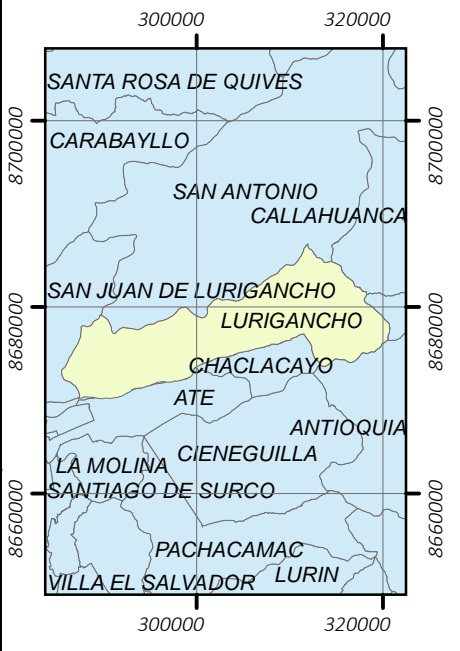 300000 320000
SANTA ROSA DE QUIVES
8700000 8700000
CARABAYLLO
SAN ANTONIO
CALLAHUANCA
SAN JUAN DE LURIGANCHO
8680000 8680000
LURIGANCHO
CHACLACAYO
ATE
ANTIOQUIA
CIENEGUILLA
LA MOLINA
8660000 8660000
SANTIAGO DE SURCO
PACHACAMAC
LURIN
VILLA EL SALVADOR
300000 320000